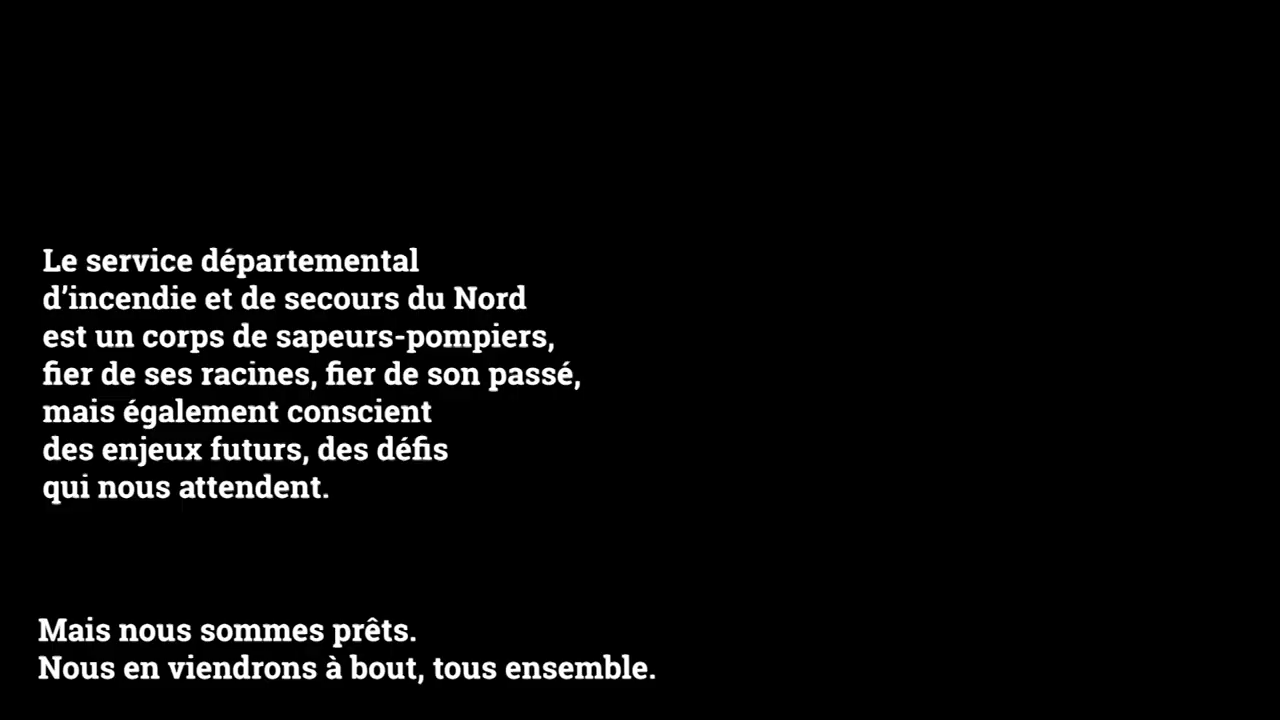 Le service départemental
d’incendie et de secours du Nord
est un corps de sapeurs-pompiers,
fier de ses racines, fier de son passé,
mais également conscient
des enjeux futurs, des défis
qui nous attendent.
Mais nous sommes prêts.
Nous en viendrons à bout, tous ensemble.